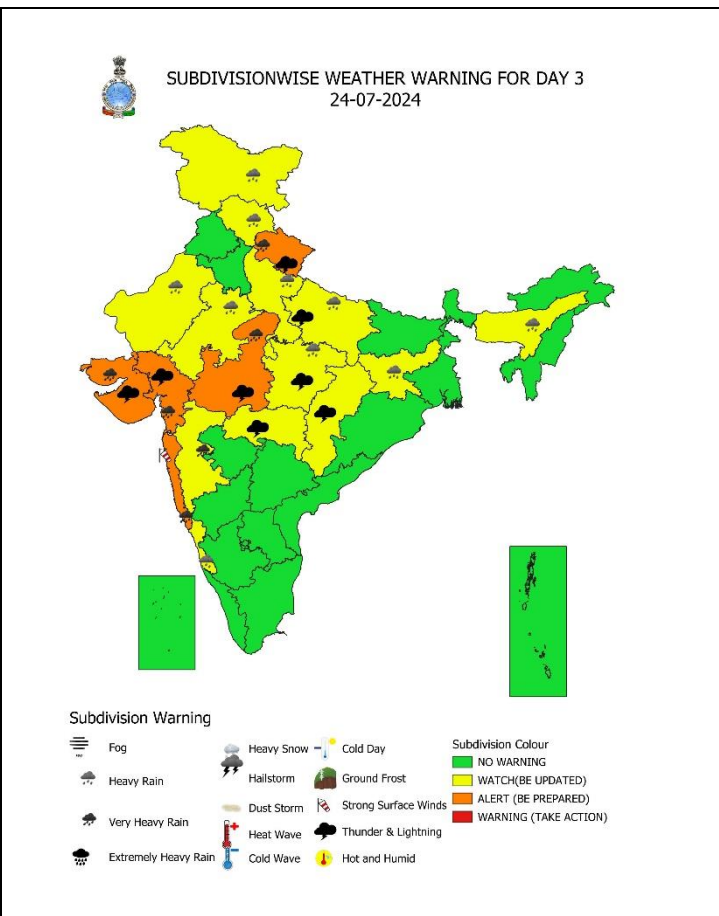 SUBDIVISIONWISE WEATHER WARNING FOR DAY 3
24-07-2024
Subdivision Warning
Fog
Heavy Rain
Very Heavy Rain
Extremely Heavy Rain
Heavy Snow
Hailstorm
Dust Storm
Heat Wave
Cold Wave
Cold Day
Ground Frost
Strong Surface Winds
Thunder & Lightning
Hot and Humid
Subdivision Colour
NO WARNING
WATCH(BE UPDATED)
ALERT (BE PREPARED)
WARNING (TAKE ACTION)